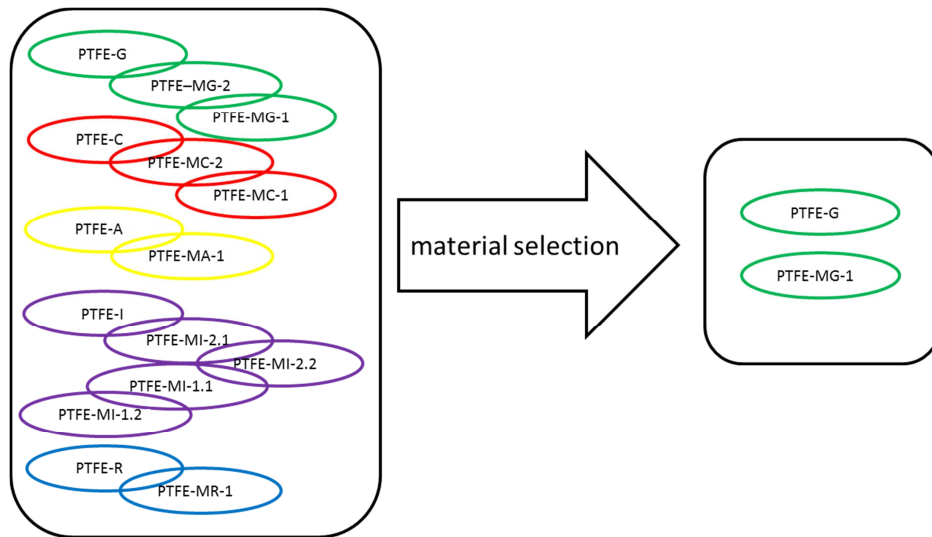 PTFE-G
PTFE–MG-2
PTFE-MG-1
PTFE-C
PTFE-MC-2
PTFE-MC-1
PTFE-A
PTFE-MA-1
PTFE-I
PTFE-MI-2.1
PTFE-MI-2.2
PTFE-MI-1.1
PTFE-MI-1.2
PTFE-R
PTFE-MR-1
material selection
PTFE-G
PTFE-MG-1